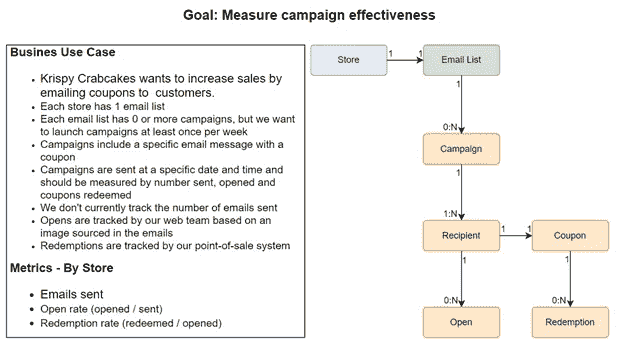 Goal: Measure campaign effectiveness
Busines Use Case
Krispy Crabcakes wants to increase sales by
emailing coupons to customers.
Each store has 1 email list
Each email list has 0 or more campaigns, but we want
to launch campaigns at least once per week
Campaigns include a specific email message with a
coupon
Campaigns are sent at a specific date and time and
should be measured by number sent, opened and
coupons redeemed
We don't currently track the number of emails sent
Opens are tracked by our web team based on an
image sourced in the emails
Redemptions are tracked by our point-of-sale system
Metrics - By Store
Emails sent
Open rate (opened / sent)
Redemption rate (redeemed / opened)
Store
1
1
Email List
1
0:N
Campaign
1
1:N
Recipient
1
1
Coupon
1
1
0:N
0:N
Open
Redemption